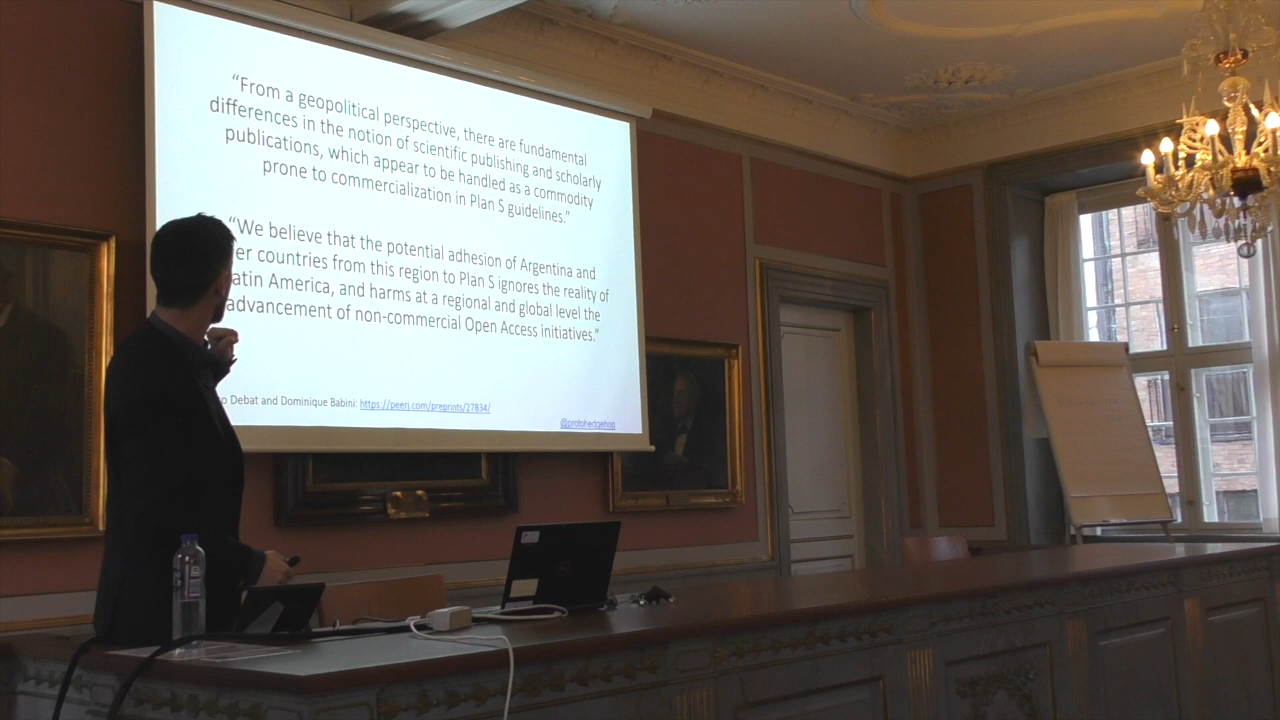 “From a geopolitical perspective, there are fundamental
differences in the notion of scientific publishing and scholarly
publications, which appear to be handled as a commodity
prone to commercialization in Plan S guidelines.”
“We believe that the potential adhesion of Argentina and
countries from this region to Plan S ignores the reality of
America, and harms at a regional and global level the
advancement of non-commercial Open Access initiatives.”
Debat and Dominique Babini: https://peerj.com/preprints/27834/
@protohedgehog